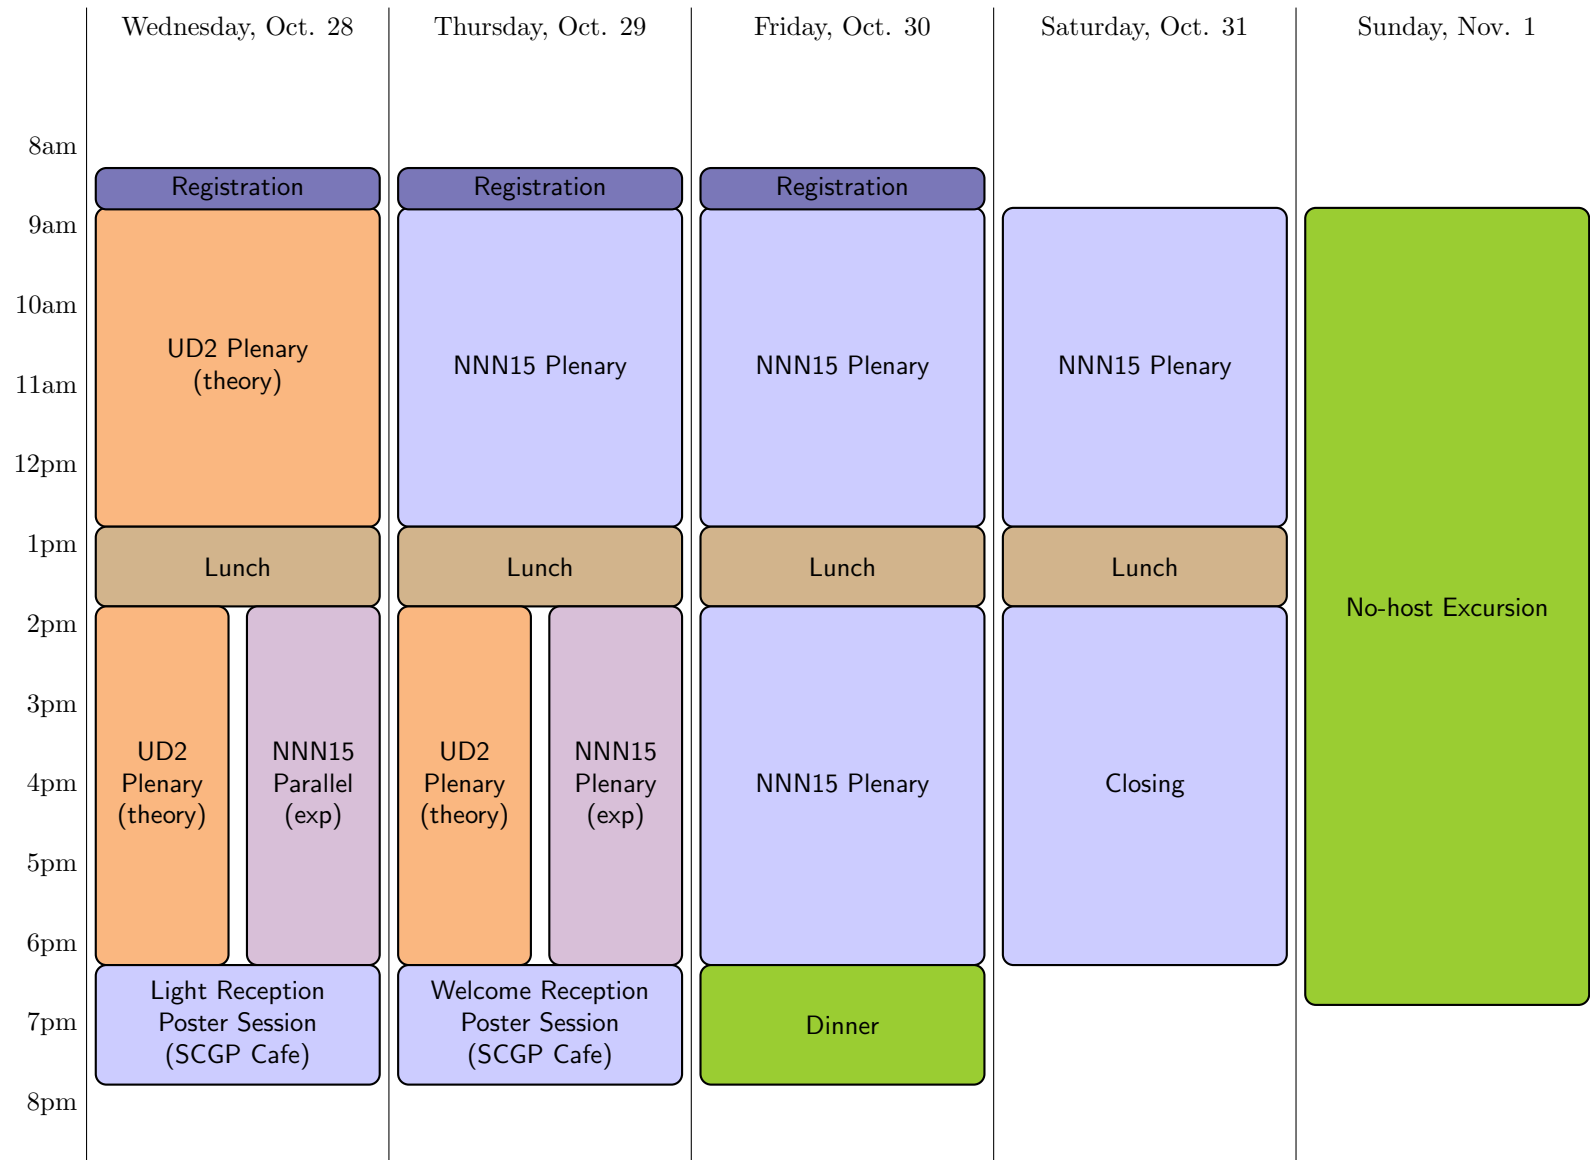 Wednesday, Oct. 28
Thursday, Oct. 29
Friday, Oct. 30
Saturday, Oct. 31
Sunday, Nov. 1
8am
9am
10am
11am
12pm
1pm
2pm
3pm
4pm
5pm
6pm
7pm
8pm
Registration
UD2 Plenary
(theory)
Lunch
UD2
Plenary
(theory)
NNN15
Parallel
(exp)
Light Reception
Poster Session
(SCGP Cafe)
Registration
NNN15 Plenary
Lunch
UD2
Plenary
(theory)
NNN15
Plenary
(exp)
Welcome Reception
Poster Session
(SCGP Cafe)
Registration
NNN15 Plenary
Lunch
NNN15 Plenary
Dinner
NNN15 Plenary
Lunch
Closing
No-host Excursion